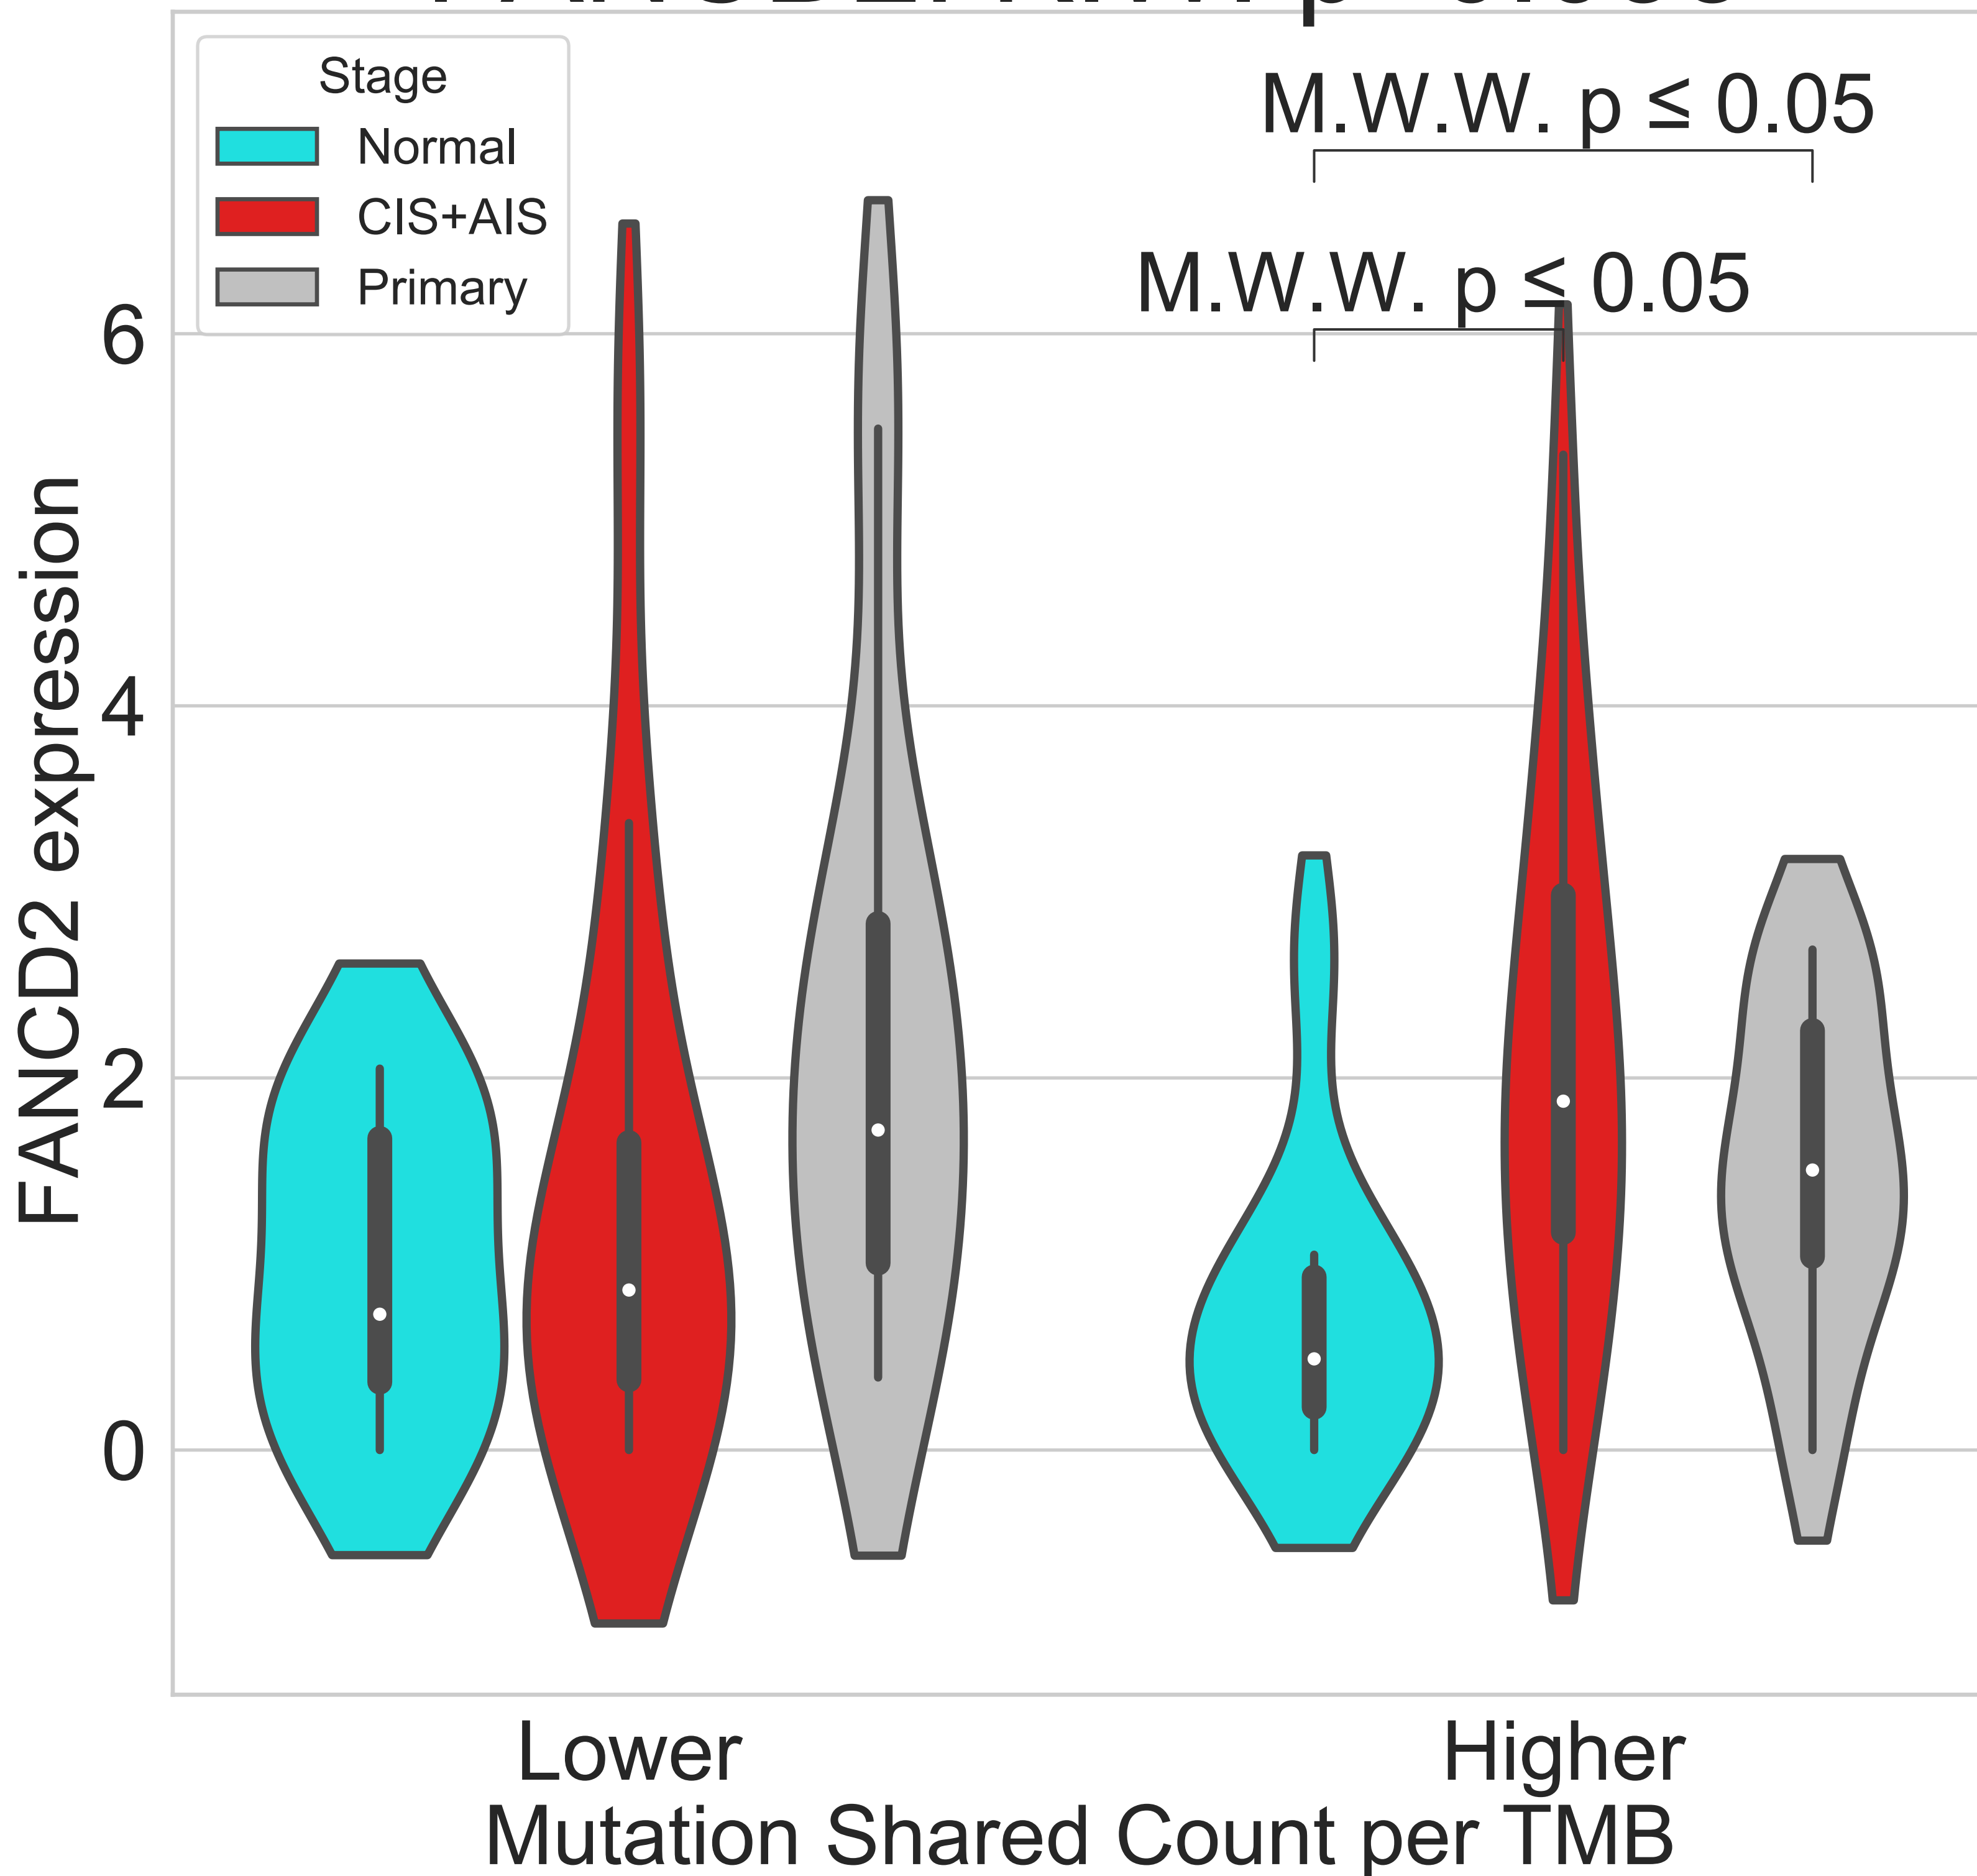 Stage
Normal
CIS+AIS
Primary
M.W.W. p ≤ 0.05
M.W.W. p ≤ 0.05
FANCD2 expression
6
4
2
0
Lower
Higher
Mutation Shared Count per TMB